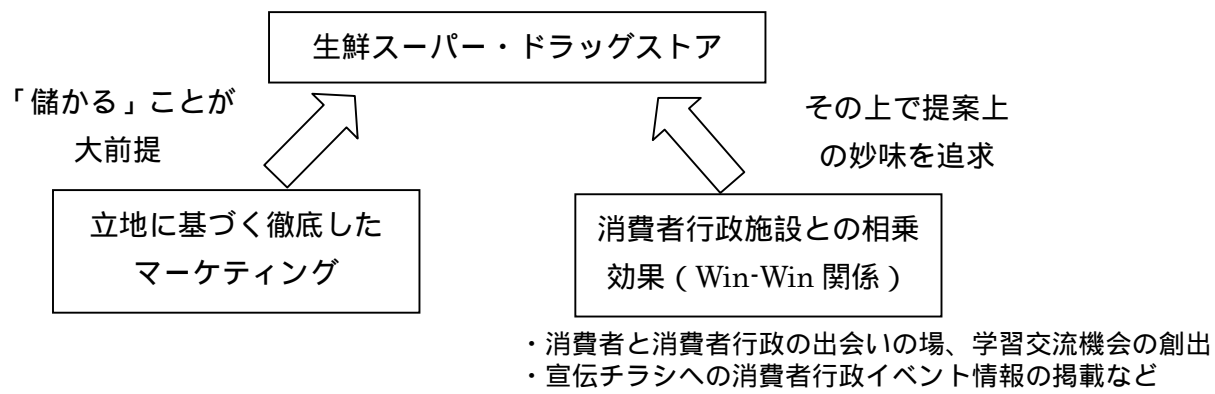 生鮮スーパー・ドラッグストア
「儲かる」ことが
大前提
その上で提案上
の妙味を追求
立地に基づく徹底した
マーケティング
消費者行政施設との相乗
効果(Win-Win 関係)
・消費者と消費者行政の出会いの場、学習交流機会の創出
・宣伝チラシへの消費者行政イベント情報の掲載など